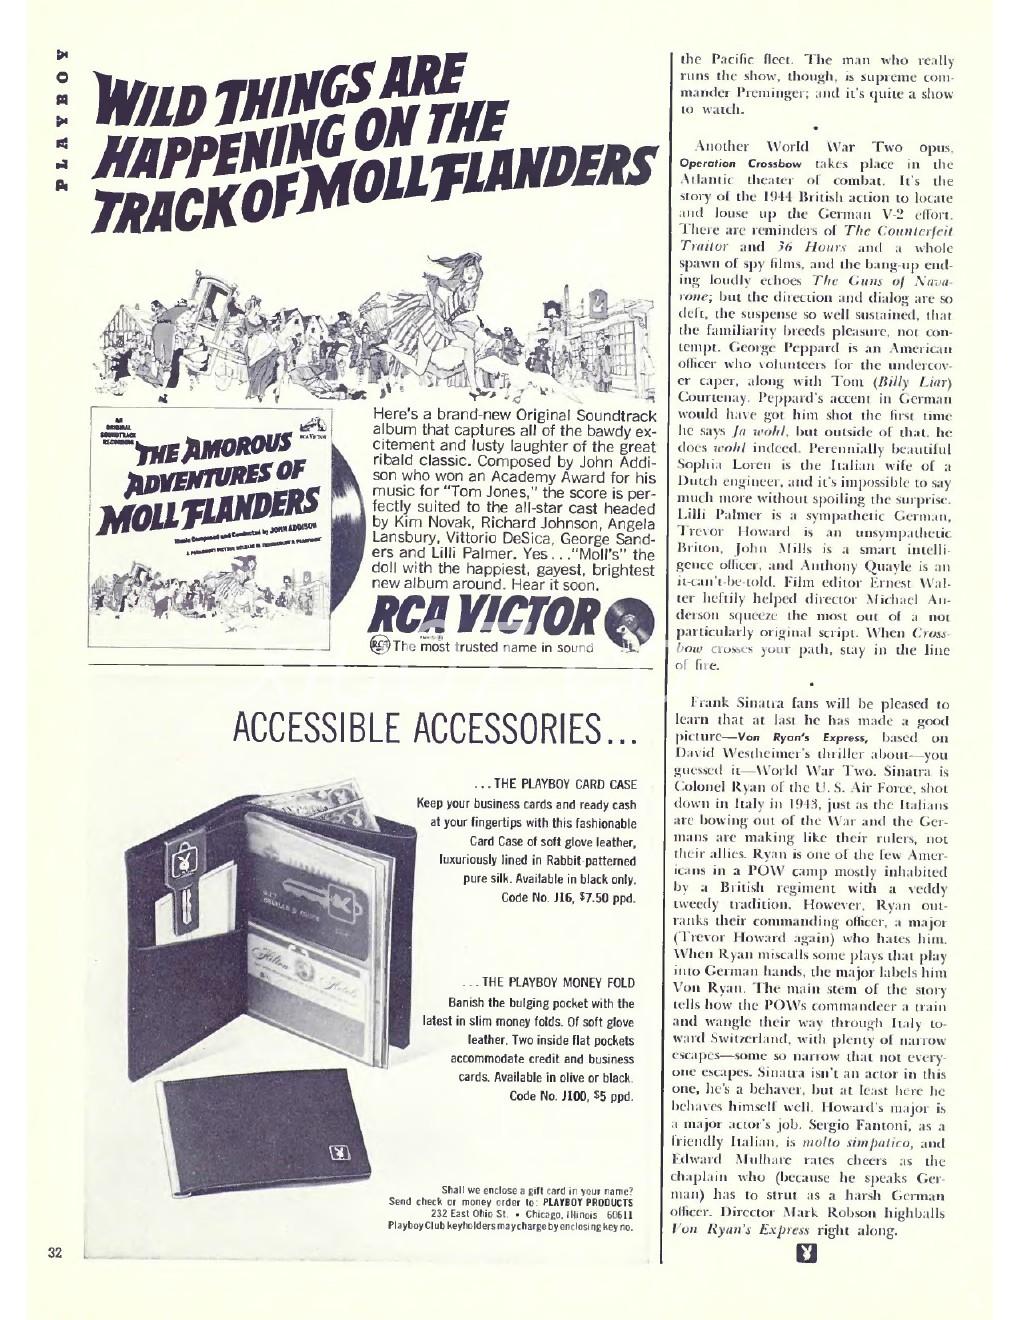 PLAYBOY
WILD THINGS ARE
HAPPENING ON THE
TRACK OF MOLL FLANDERS
AN
ORIGINAL
SOUNDTRACK
RECORDING
RCA VICTOR
THE AMOROUS
ADVENTURES OF
MOLL FLANDERS
Music Composed and Conducted by JOHN ADDISON
Here's a brand-new Original Soundtrack
album that captures all of the bawdy ex-
citement and lusty laughter of the great
ribald classic. Composed by John Addi-
son who won an Academy Award for his
music for "Tom Jones," the score is per-
fectly suited to the all-star cast headed
by Kim Novak, Richard Johnson, Angela
Lansbury, Vittorio DeSica, George Sand-
ers and Lilli Palmer. Yes..."Moll's" the
doll with the happiest, gayest, brightest
new album around. Hear it soon.
RCA VICTOR
RCA The most trusted name in sound
ACCESSIBLE ACCESSORIES...
...THE PLAYBOY CARD CASE
Keep your business cards and ready cash
at your fingertips with this fashionable
Card Case of soft glove leather,
luxuriously lined in Rabbit-patterned
pure silk. Available in black only.
Code No. J16, $7.50 ppd.
Hilton Hotels
...THE PLAYBOY MONEY FOLD
Banish the bulging pocket with the
latest in slim money folds. Of soft glove
leather. Two inside flat pockets
accommodate credit and business
cards. Available in olive or black.
Code No. J100, $5 ppd.
Shall we enclose a gift card in your name?
Send check or money order to: PLAYBOY PRODUCTS
232 East Ohio St. • Chicago, Illinois 60611
Playboy Club keyholders may charge by enclosing key no.
32
the Pacific fleet. The man who really
runs the show, though, is supreme com-
mander Preminger; and it's quite a show
to watch.
•
Another World War Two opus,
Operation Crossbow takes place in the
Atlantic theater of combat. It's the
story of the 1944 British action to locate
and louse up the German V-2 effort.
There are reminders of The Counterfeit
Traitor and 36 Hours and a whole
spawn of spy films, and the bang-up end-
ing loudly echoes The Guns of Nava-
rone; but the direction and dialog are so
deft, the suspense so well sustained, that
the familiarity breeds pleasure, not con-
tempt. George Peppard is an American
officer who volunteers for the undercov-
er caper, along with Tom (Billy Liar)
Courtenay. Peppard's accent in German
would have got him shot the first time
he says Ja wohl, but outside of that, he
does wohl indeed. Perennially beautiful
Sophia Loren is the Italian wife of a
Dutch engineer, and it's impossible to say
much more without spoiling the surprise.
Lilli Palmer is a sympathetic German,
Trevor Howard is an unsympathetic
Briton, John Mills is a smart intelli-
gence officer, and Anthony Quayle is an
it-can't-be-told. Film editor Ernest Wal-
ter heftily helped director Michael An-
derson squeeze the most out of a not
particularly original script. When Cross-
bow crosses your path, stay in the line
of fire.
•
Frank Sinatra fans will be pleased to
learn that at last he has made a good
picture—Von Ryan's Express, based on
David Westheimer's thriller about—you
guessed it—World War Two. Sinatra is
Colonel Ryan of the U. S. Air Force, shot
down in Italy in 1943, just as the Italians
are bowing out of the War and the Ger-
mans are making like their rulers, not
their allies. Ryan is one of the few Amer-
icans in a POW camp mostly inhabited
by a British regiment with a veddy
tweedy tradition. However, Ryan out-
ranks their commanding officer, a major
(Trevor Howard again) who hates him.
When Ryan miscalls some plays that play
into German hands, the major labels him
Von Ryan. The main stem of the story
tells how the POWs commandeer a train
and wangle their way through Italy to-
ward Switzerland, with plenty of narrow
escapes—some so narrow that not every-
one escapes. Sinatra isn't an actor in this
one, he's a behaver, but at least here he
behaves himself well. Howard's major is
a major actor's job. Sergio Fantoni, as a
friendly Italian, is molto simpatico, and
Edward Mulhare rates cheers as the
chaplain who (because he speaks Ger-
man) has to strut as a harsh German
officer. Director Mark Robson highballs
Von Ryan's Express right along.